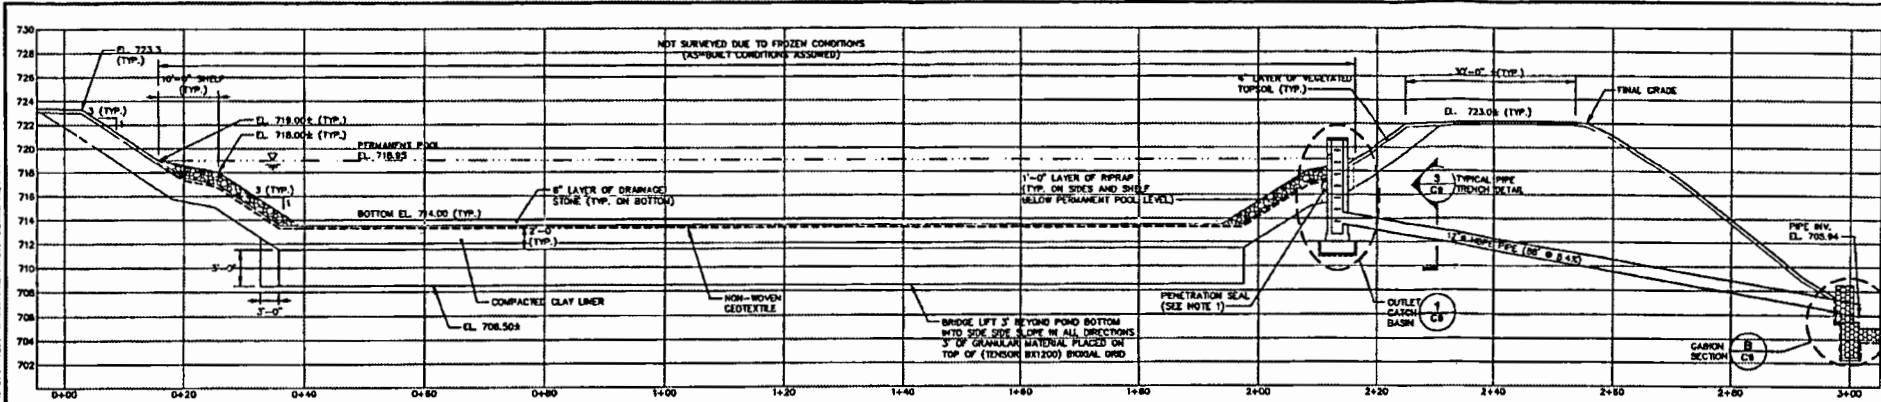 730
728
726
724
722
720
718
716
714
712
710
708
706
704
702
EL. 723.3
(TYP.)
10'-0" SHELF
(TYP.)
3 (TYP.)
1
EL. 719.00± (TYP.)
EL. 718.00± (TYP.)
NOT SURVEYED DUE TO FROZEN CONDITIONS
(AS-BUILT CONDITIONS ASSUMED)
PERMANENT POOL
EL. 718.95
3 (TYP.)
1
BOTTOM EL. 714.00 (TYP.)
8" LAYER OF DRAINAGE
STONE (TYP. ON BOTTOM)
2'-0
(TYP.)
3'-0"
3'-0"
COMPACTED CLAY LINER
EL. 708.50±
NON-WOVEN
GEOTEXTILE
BRIDGE LIFT 3' BEYOND POND BOTTOM
INTO SIDE SIDE SLOPE IN ALL DIRECTIONS
3' OF GRANULAR MATERIAL PLACED ON
TOP OF (TENSOR BX1200) BIOXIAL GRID
1'-0" LAYER OF RIPRAP
(TYP. ON SIDES AND SHELF
BELOW PERMANENT POOL LEVEL)
PENETRATION SEAL
(SEE NOTE 1)
4" LAYER OF VEGETATED
TOPSOIL (TYP.)
(TYP.)
EL. 723.0± (TYP.)
FINAL GRADE
3
C9
TYPICAL PIPE
TRENCH DETAIL
12"ø HDPE PIPE
OUTLET
CATCH
BASIN
1
C8
PIPE INV.
EL. 705.94
GABION
SECTION
B
C9
0+00
0+20
0+40
0+60
0+80
1+00
1+20
1+40
1+60
1+80
2+00
2+20
2+40
2+60
2+80
3+00